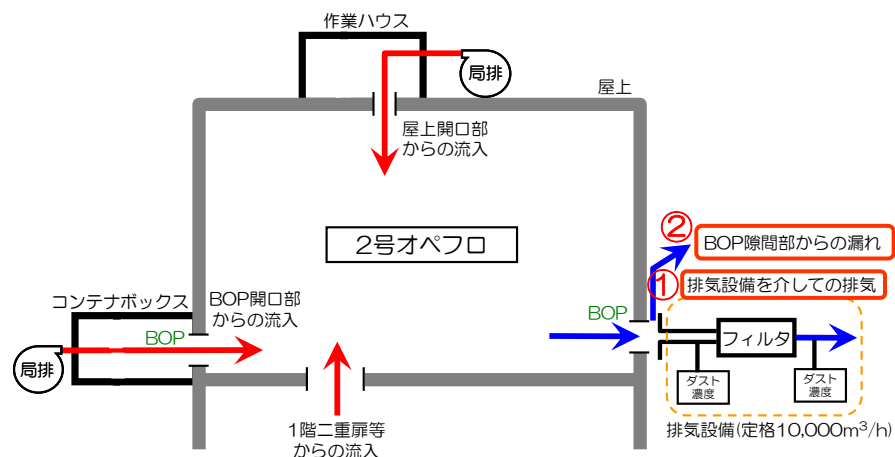 作業ハウス
局排
屋上
屋上開口部
からの流入
2号オペフロ
②
BOP隙間部からの漏れ
①
排気設備を介しての排気
コンテナボックス
BOP開口部
からの流入
BOP
局排
BOP
フィルタ
ダスト
濃度
ダスト
濃度
1階二重扉等
からの流入
排気設備(定格10,000m³/h)